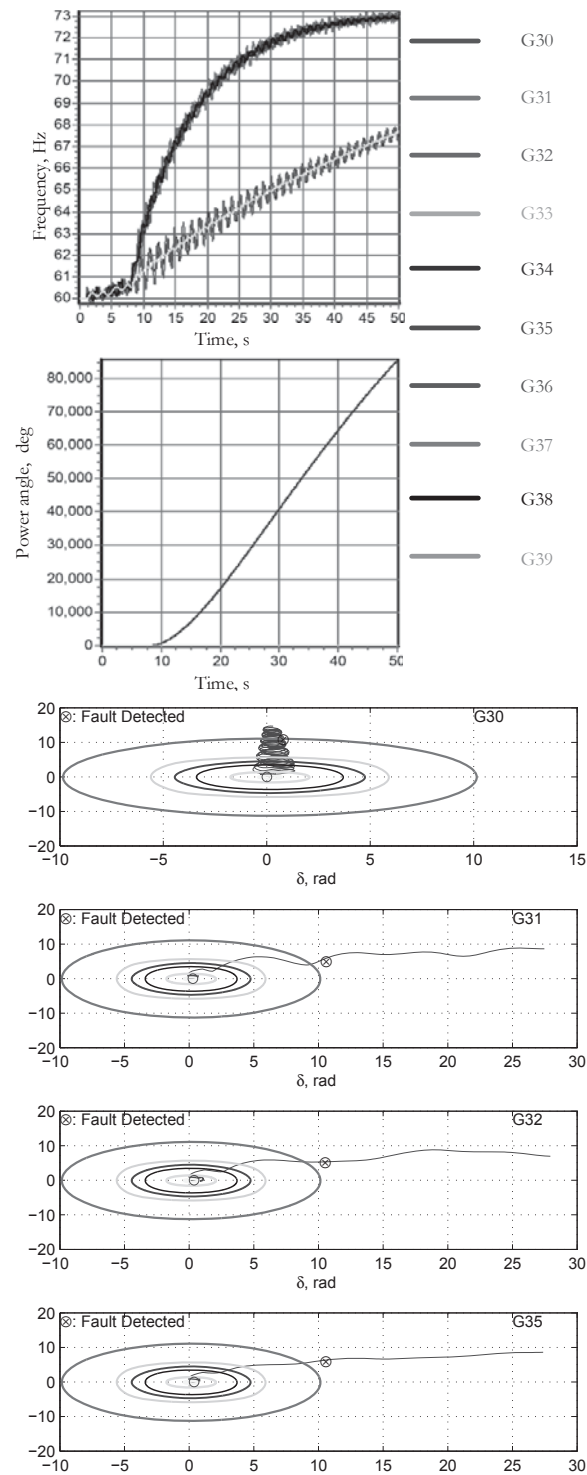 73
72
71
70
69
68
67
66
65
64
63
62
61
60
Frequency, Hz
0 5 10 15 20 25 30 35 40 45 50
Time, s
G30
G31
G32
G33
G34
G35
G36
G37
G38
G39
80,000
70,000
60,000
50,000
40,000
30,000
20,000
10,000
0
Power angle, deg
0 10 20 30 40 50
Time, s
20
10
0
−10
−20
⊗: Fault Detected G30
−10 −5 0 5 10 15
δ, rad
20
10
0
−10
−20
⊗: Fault Detected G31
−10 −5 0 5 10 15 20 25 30
δ, rad
20
10
0
−10
−20
⊗: Fault Detected G32
−10 −5 0 5 10 15 20 25 30
δ, rad
20
10
0
−10
−20
⊗: Fault Detected G35
−10 −5 0 5 10 15 20 25 30